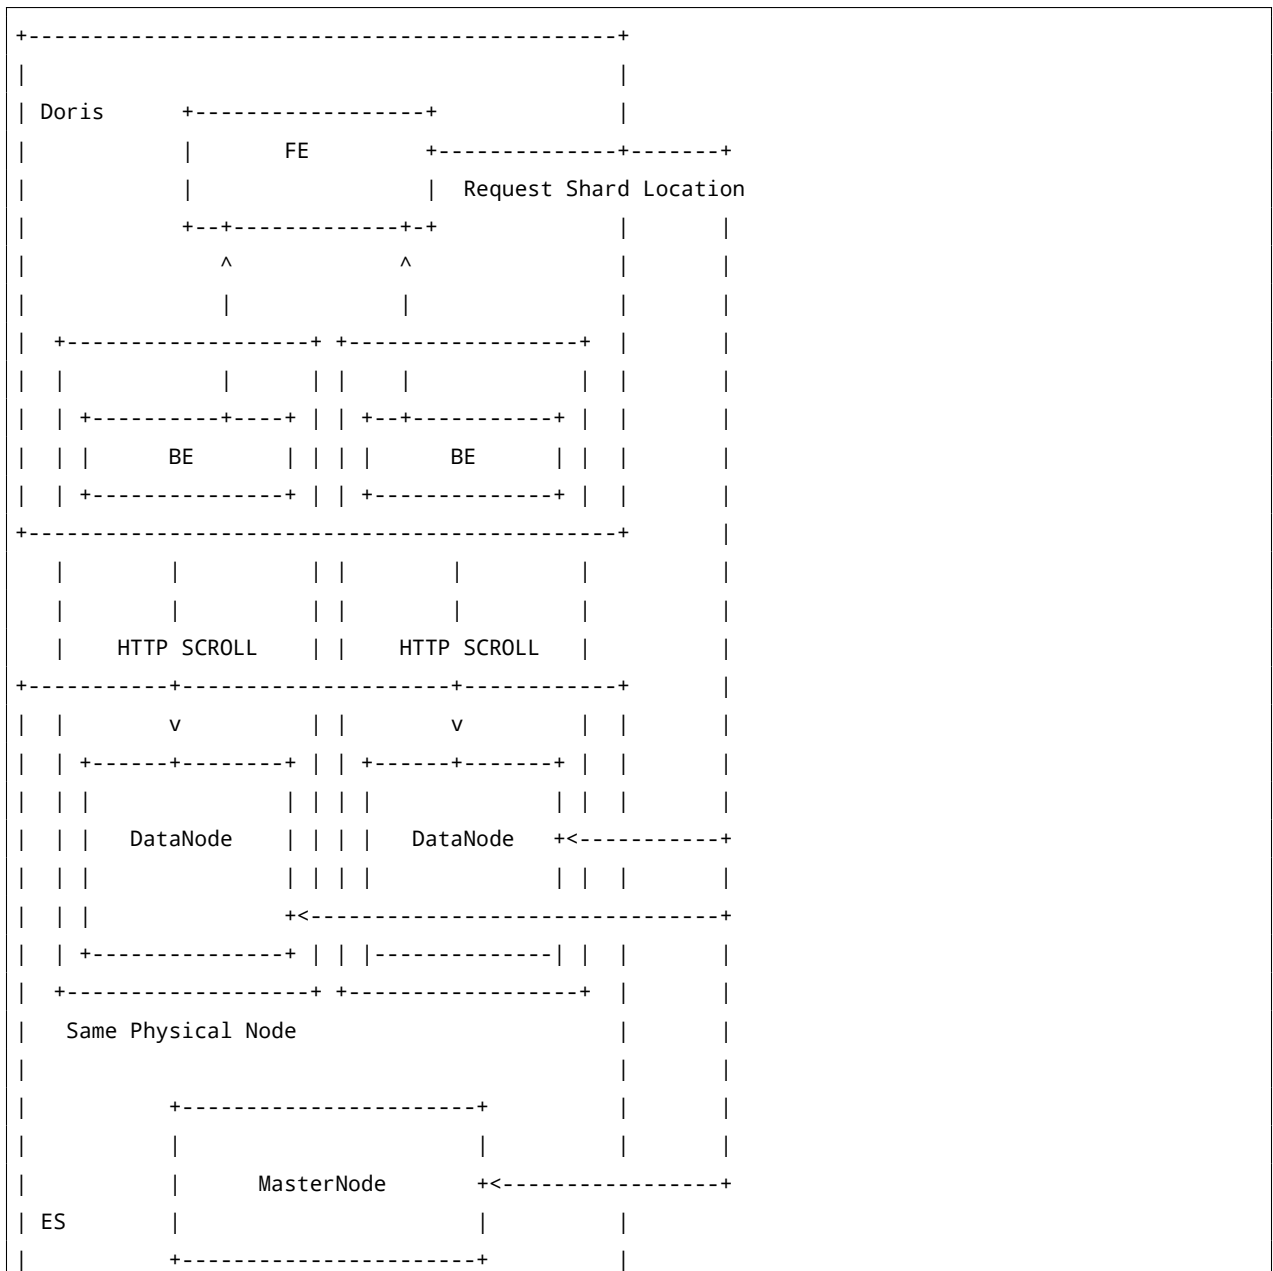 +----------------------------------------------+
|                                              |
| Doris      +------------------+              |
|            |       FE         +--------------+-------+
|            |                  |  Request Shard Location
|            +--+-------------+-+              |       |
|               ^             ^                |       |
|               |             |                |       |
|  +-------------------+ +------------------+  |       |
|  |            |      | |    |             |  |       |
|  | +----------+----+ | | +--+-----------+ |  |       |
|  | |      BE       | | | |      BE      | |  |       |
|  | +---------------+ | | +--------------+ |  |       |
+----------------------------------------------+       |
   |        |          | |        |         |          |
   |        |          | |        |         |          |
   |    HTTP SCROLL    | |    HTTP SCROLL   |          |
+-----------+---------------------+------------+       |
|  |        v          | |        v         |  |       |
|  | +------+--------+ | | +------+-------+ |  |       |
|  | |               | | | |              | |  |       |
|  | |   DataNode    | | | |   DataNode   +<-----------+
|  | |               | | | |              | |  |       |
|  | |               +<--------------------------------+
|  | +---------------+ | | |--------------| |  |       |
|  +-------------------+ +------------------+  |       |
|   Same Physical Node                         |       |
|                                              |       |
|           +-----------------------+          |       |
|           |                       |          |       |
|           |      MasterNode       +<-----------------+
| ES        |                       |          |
|           +-----------------------+          |